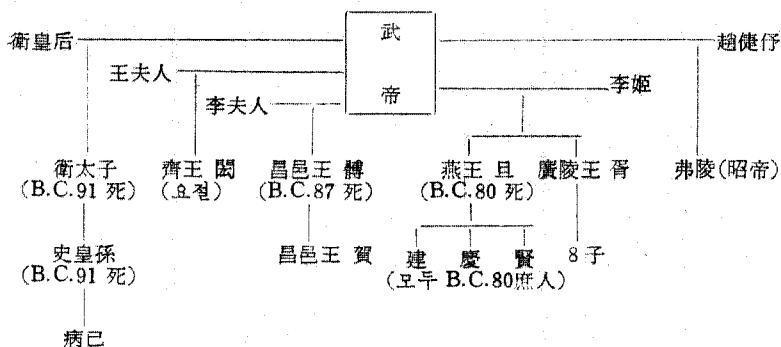 武
衛皇后 趙倢伃
王夫人
帝 李姬
李夫人
衛太子 齊王 閎 昌邑王 髆 燕王 旦 廣陵王 胥 弗陵(昭帝)
(B.C.91 死) (요절) (B.C.87 死) (B.C.80 死)
史皇孫 昌邑王 賀 建 慶 賢 8子
(B.C.91 死) (모두 B.C.80庶人)
病已